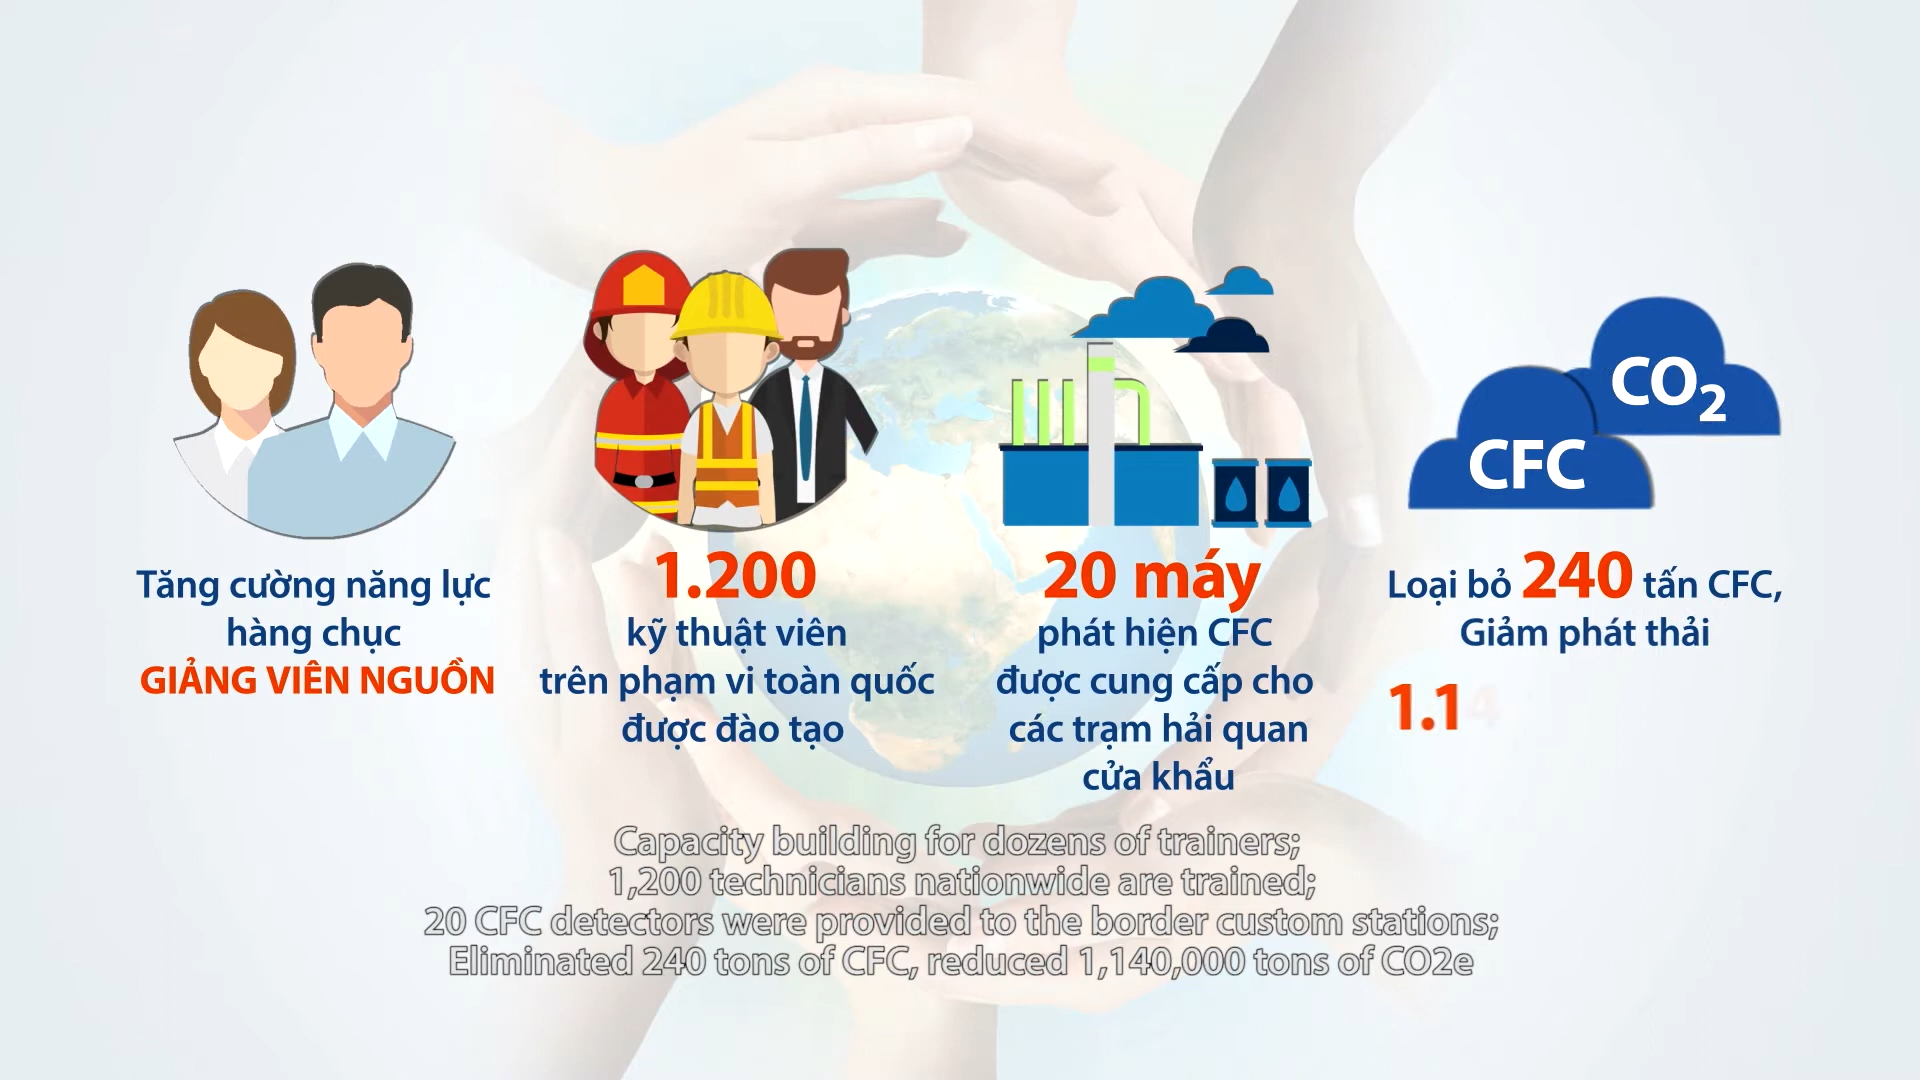 Tăng cường năng lực
hàng chục
GIẢNG VIÊN NGUỒN
1.200
kỹ thuật viên
trên phạm vi toàn quốc
được đào tạo
20 máy
phát hiện CFC
được cung cấp cho
các trạm hải quan
cửa khẩu
CO2
CFC
Loại bỏ 240 tấn CFC,
Giảm phát thải
1.14
Capacity building for dozens of trainers;
1,200 technicians nationwide are trained;
20 CFC detectors were provided to the border custom stations;
Eliminated 240 tons of CFC, reduced 1,140,000 tons of CO2e